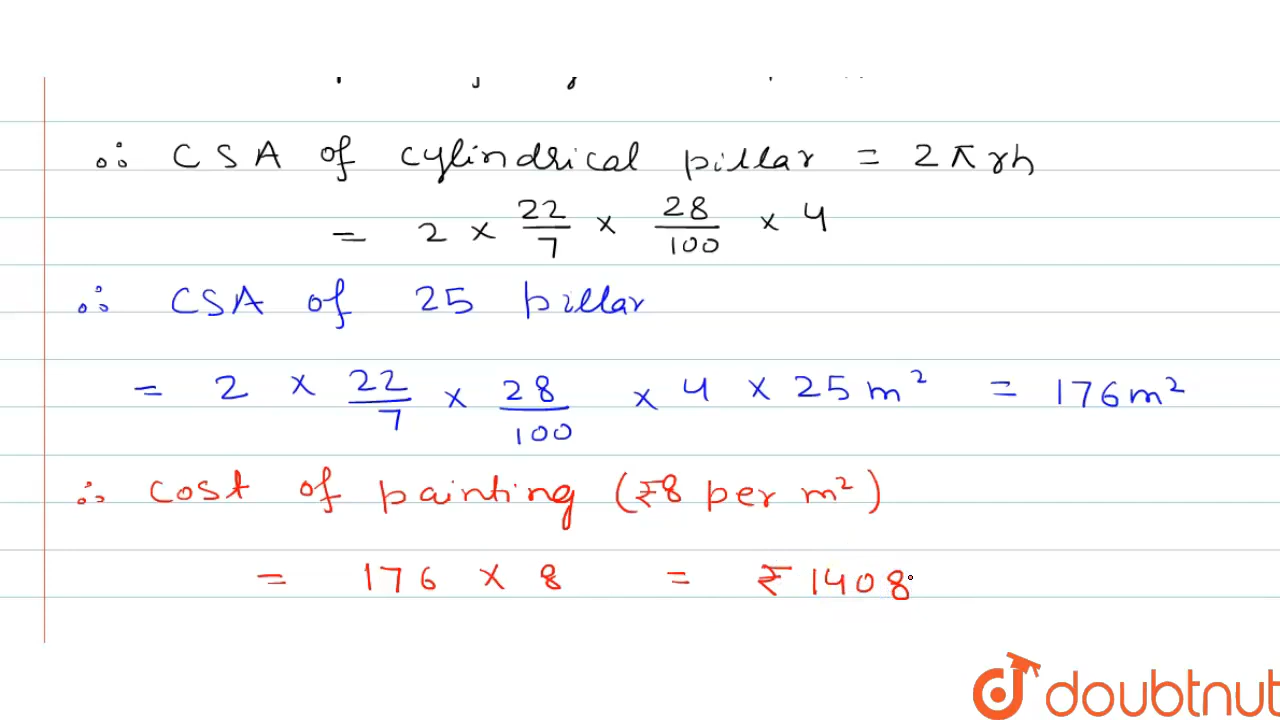 ∴ CSA of cylindrical pillar = 2πrh
= 2 × 22/7 × 28/100 × 4
∴ CSA of 25 pillar
= 2 × 22/7 × 28/100 × 4 × 25 m² = 176 m²
∴ cost of painting (₹8 per m²)
= 176 × 8 = ₹1408
doubtnut